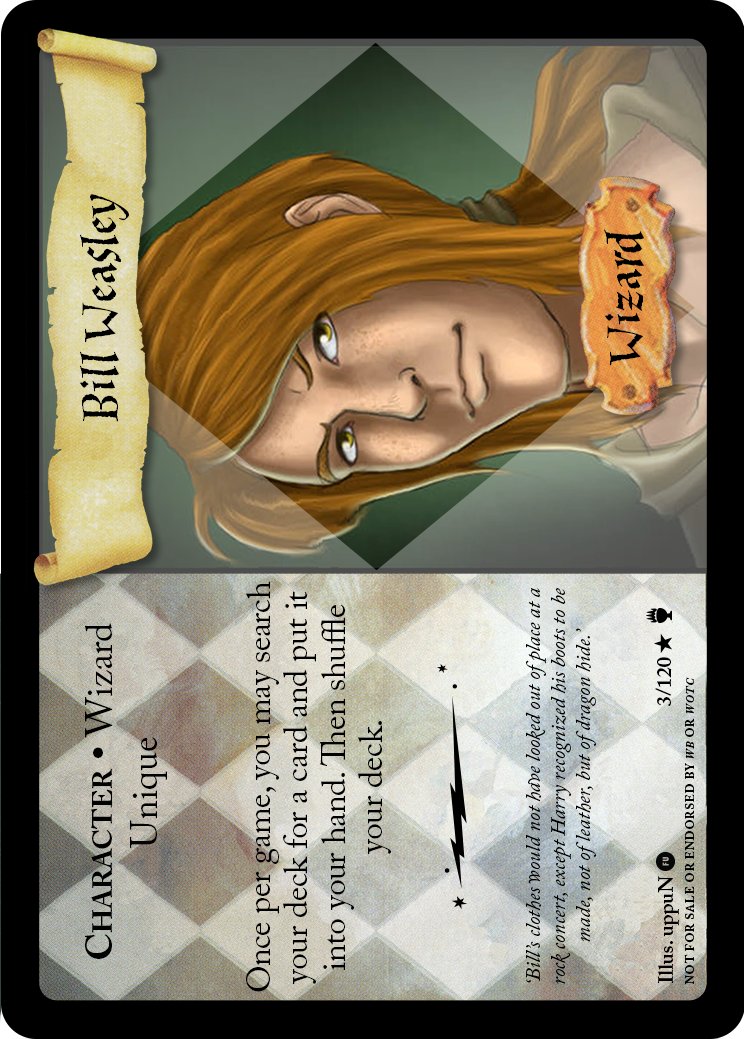 Bill Weasley
Wizard
CHARACTER • Wizard
Unique
Once per game, you may search
your deck for a card and put it
into your hand. Then shuffle
your deck.
'Bill's clothes would not have looked out of place at a
rock concert, except Harry recognized his boots to be
made, not of leather, but of dragon hide.'
Illus. uppuN FU 3/120 ★
NOT FOR SALE OR ENDORSED BY WB OR WOTC